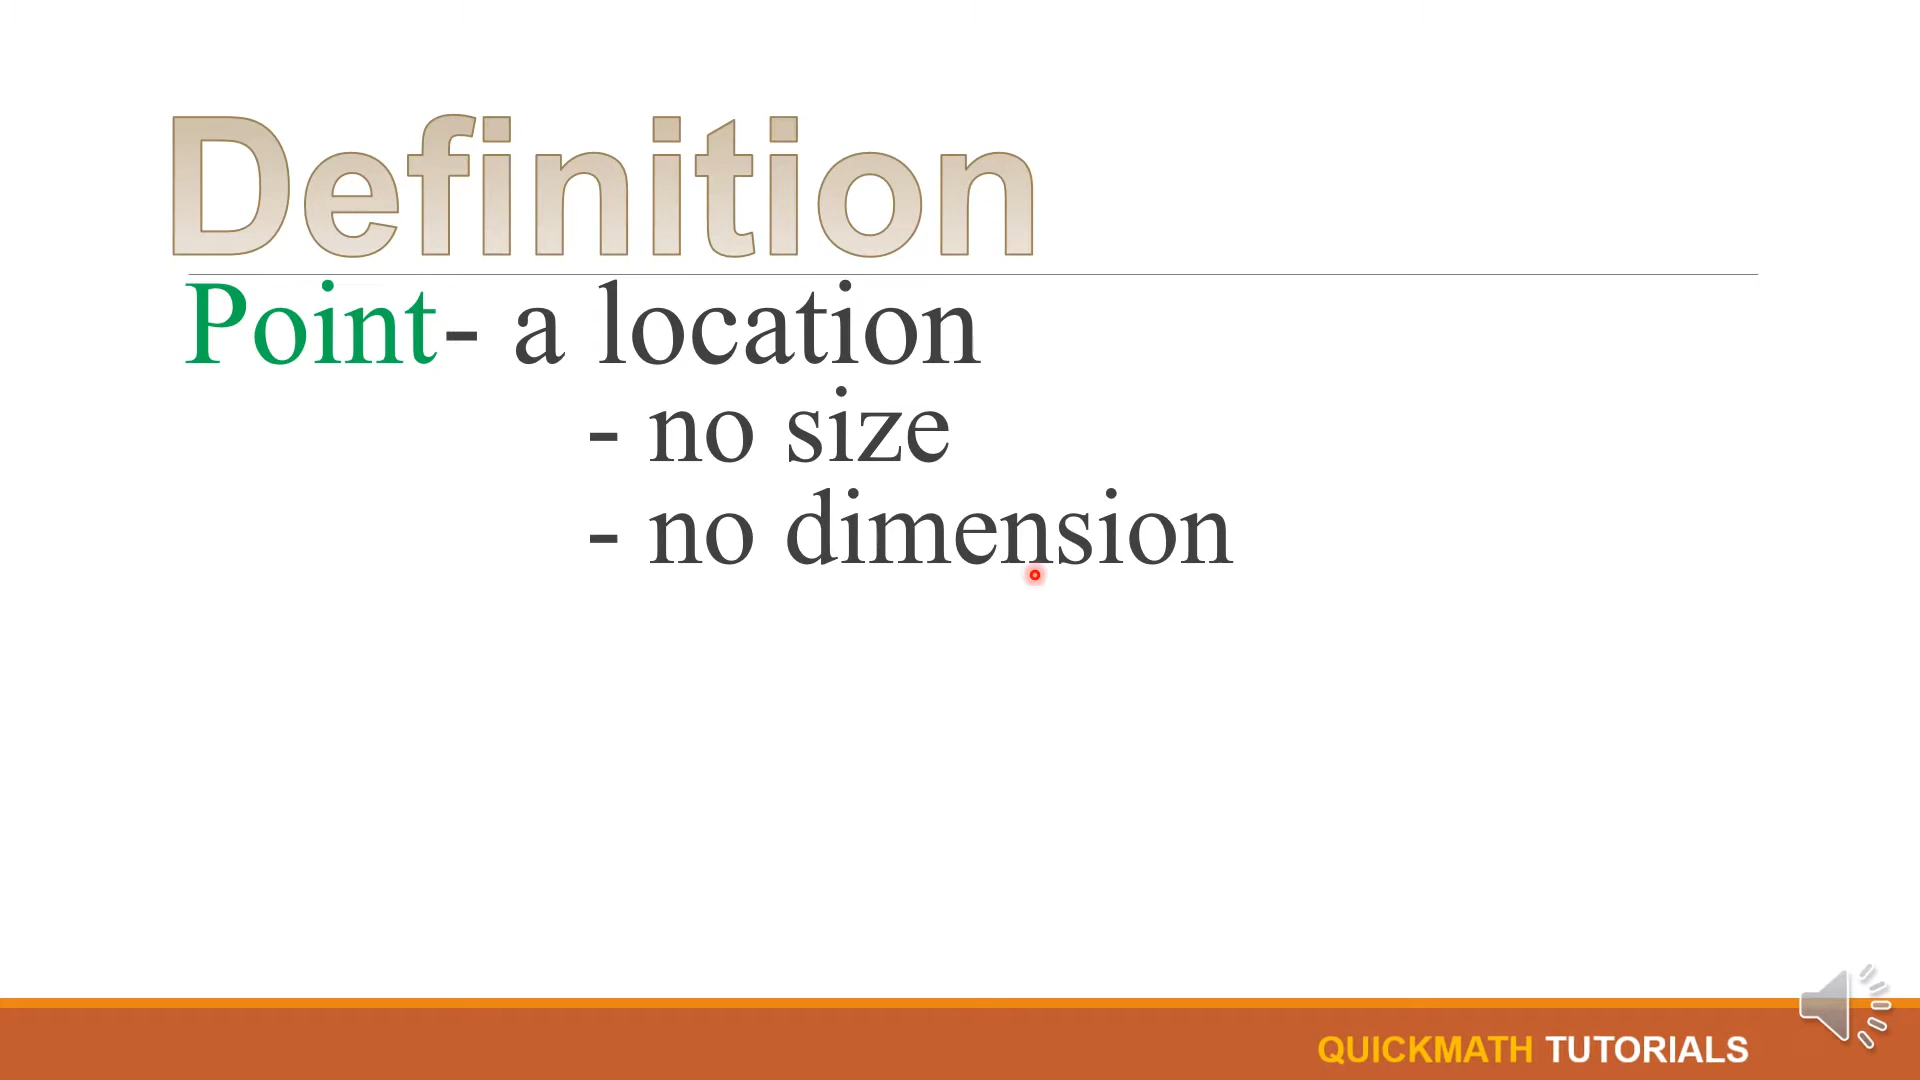 Definition
Point- a location
- no size
- no dimension
QUICKMATH TUTORIALS